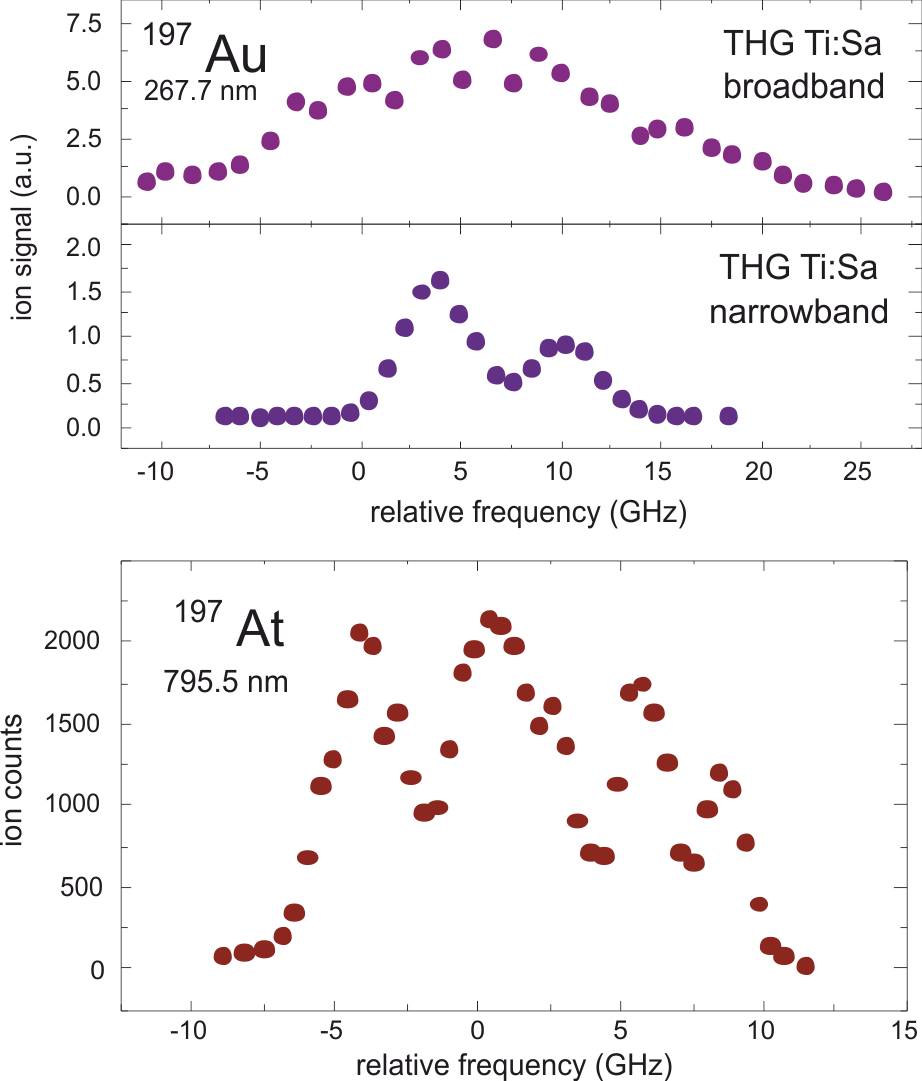 7.5
197
Au
THG Ti:Sa
267.7 nm
broadband
5.0
2.5
0.0
ion signal (a.u.)
2.0
THG Ti:Sa
1.5
narrowband
1.0
0.5
0.0
-10 -5 0 5 10 15 20 25
relative frequency (GHz)
197
At
2000
795.5 nm
1500
1000
500
0
ion counts
-10 -5 0 5 10 15
relative frequency (GHz)